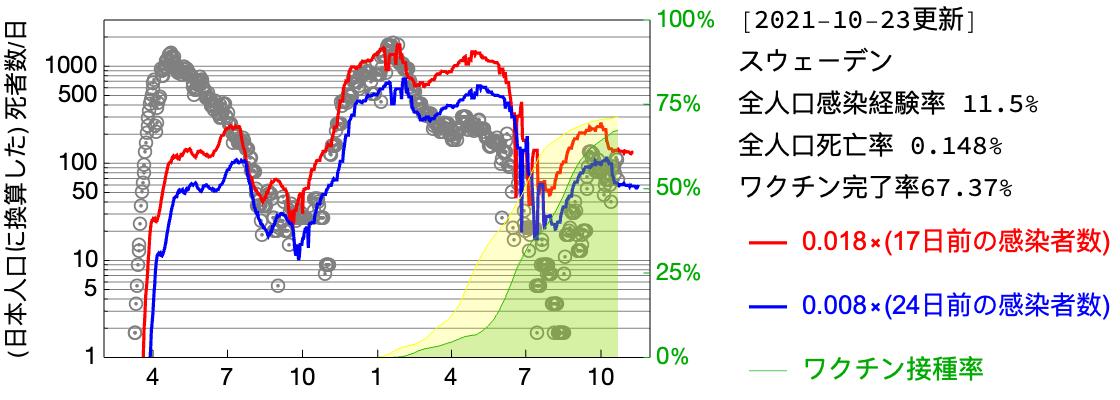 [2021-10-23更新]
スウェーデン
全人口感染経験率 11.5%
全人口死亡率 0.148%
ワクチン完了率67.37%
0.018×(17日前の感染者数)
0.008×(24日前の感染者数)
ワクチン接種率
(日本人口に換算した) 死者数/日
1000
500
100
50
10
5
1
100%
75%
50%
25%
0%
4 7 10 1 4 7 10